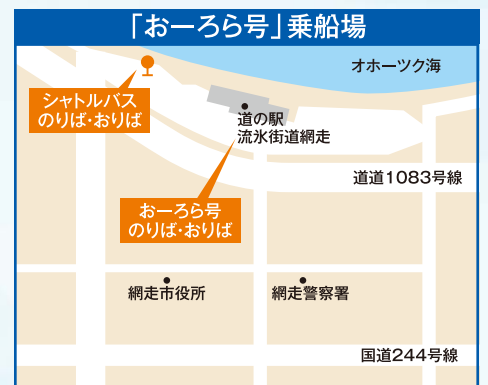 「おーろら号」乗船場
オホーツク海
シャトルバス
のりば・おりば
道の駅
流氷街道網走
道道1083号線
おーろら号
のりば・おりば
網走市役所
網走警察署
国道244号線